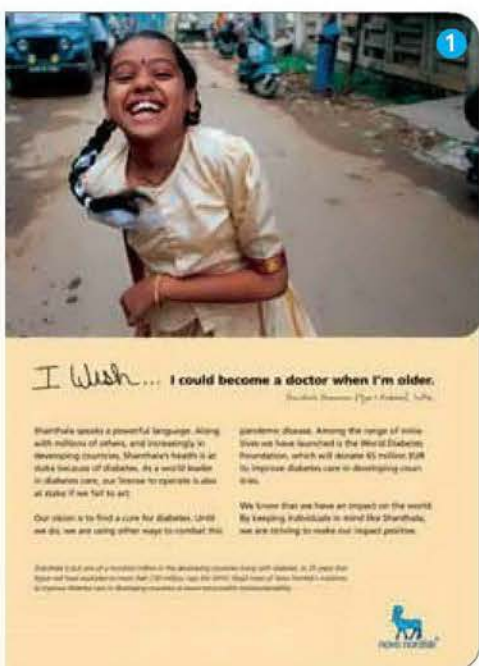 1
I Wish... I could become a doctor when I'm older.
Shanthala speaks a powerful language. Along
with millions of others, and increasingly in
developing countries, Shanthala's health is at
stake because of diabetes. As a world leader
in diabetes care, our license to operate is also
at stake if we fail to act.
Our vision is to find a cure for diabetes. Until
we do, we are using other ways to combat this
pandemic disease. Among the range of initia-
tives we have launched is the World Diabetes
Foundation, which will donate 65 million EUR
to improve diabetes care in developing coun-
tries.
We know that we have an impact on the world.
By keeping individuals in mind like Shanthala,
we are striving to make our impact positive.
novo nordisk